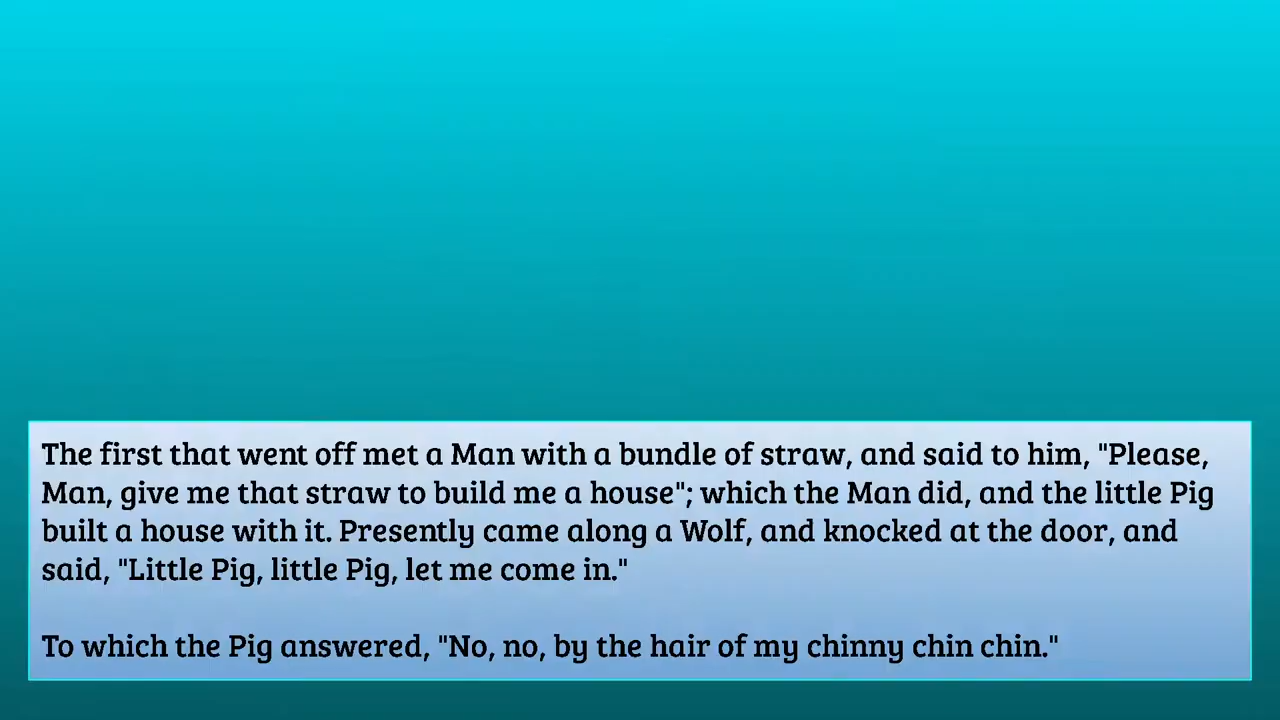 The first that went off met a Man with a bundle of straw, and said to him, "Please,
Man, give me that straw to build me a house"; which the Man did, and the little Pig
built a house with it. Presently came along a Wolf, and knocked at the door, and
said, "Little Pig, little Pig, let me come in."
To which the Pig answered, "No, no, by the hair of my chinny chin chin."